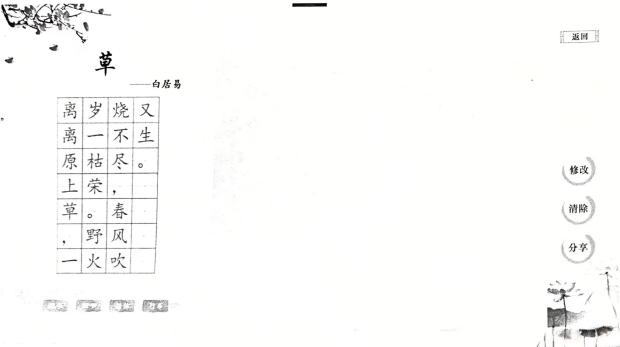 草
——白居易
离离原上草，一
岁一枯荣。野火
烧不尽，春风吹
又生。
返回
修改
清除
分享